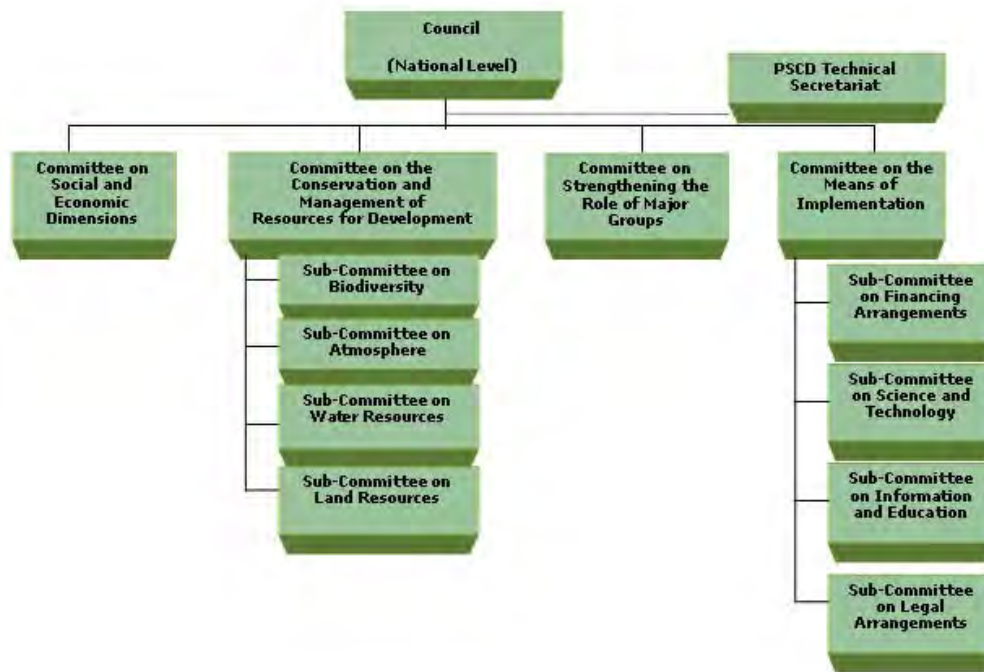 Council
(National Level)
PSCD Technical
Secretariat
Committee on
Social and
Economic
Dimensions
Committee on the
Conservation and
Management of
Resources for Development
Committee on
Strengthening the
Role of Major
Groups
Committee on the
Means of
Implementation
Sub-Committee on
Biodiversity
Sub-Committee on
Atmosphere
Sub-Committee on
Water Resources
Sub-Committee on
Land Resources
Sub-Committee
on Financing
Arrangements
Sub-Committee
on Science and
Technology
Sub-Committee
on Information
and Education
Sub-Committee
on Legal
Arrangements